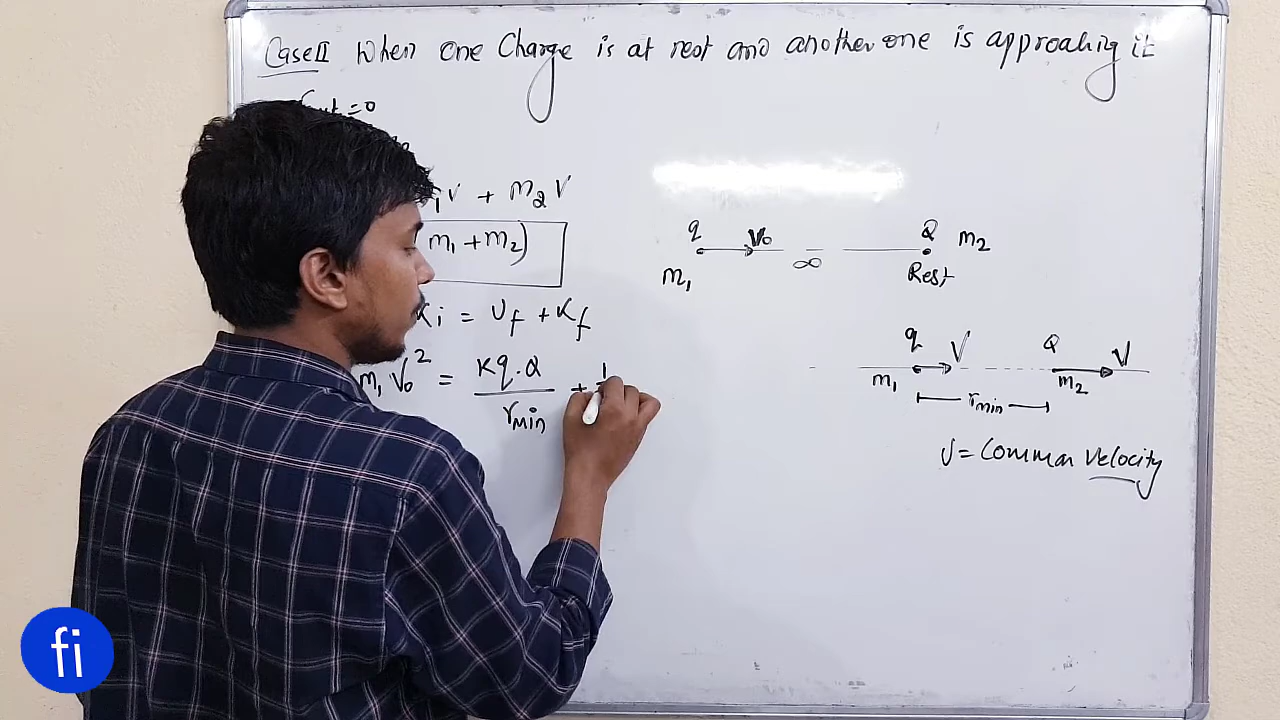 Case II When one Charge is at rest and another one is approaking it
= 0
V + m₂ V
m₁ + m₂)
Ki = Uf + Kf
m₁ V₀² = Kq.Q / rmin + 1
q V₀ Q m₂
m₁ ∞ Rest
q V Q V
m₁ rmin m₂
V = Common Velocity
fi